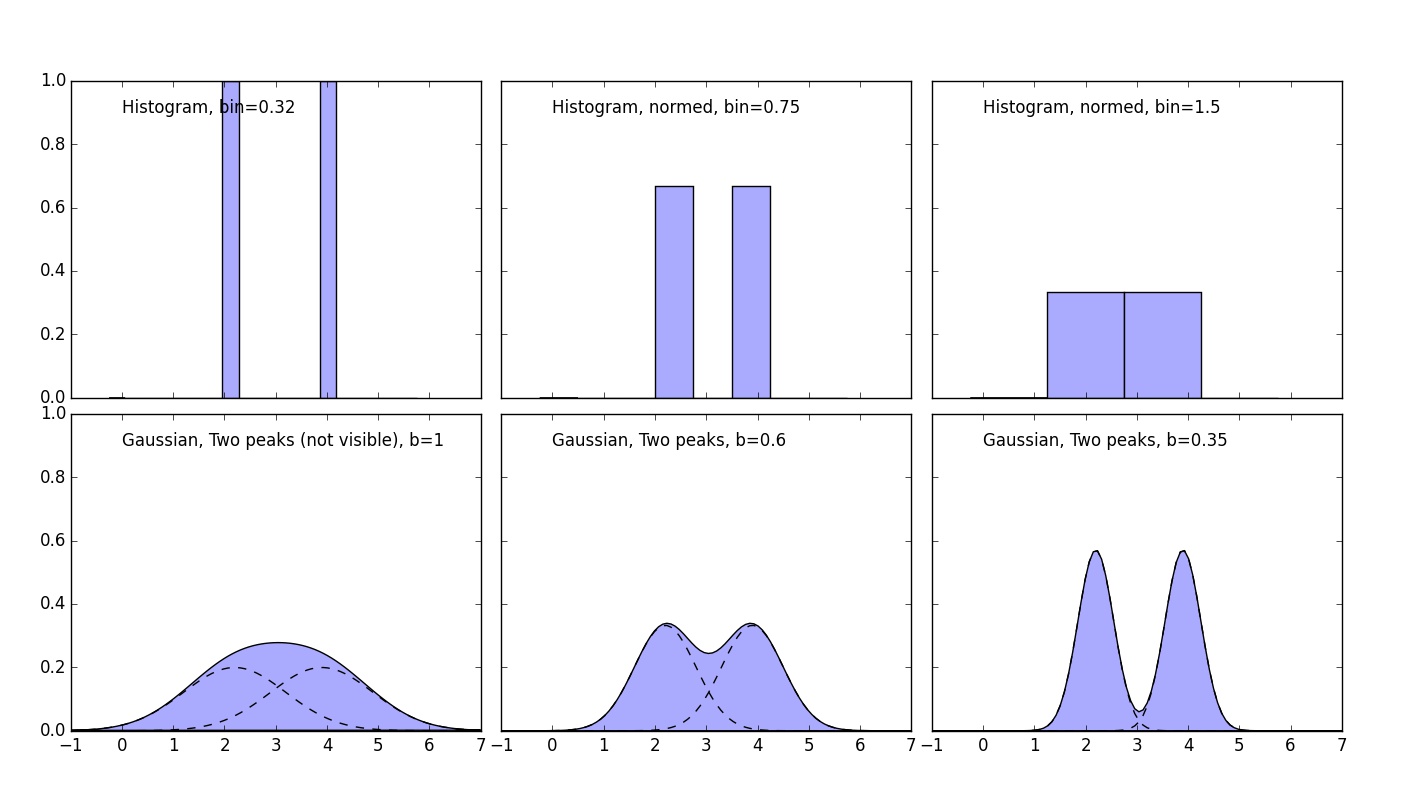 1.0
0.8
0.6
0.4
0.2
0.0
Histogram, bin=0.32
Histogram, normed, bin=0.75
Histogram, normed, bin=1.5
1.0
0.8
0.6
0.4
0.2
0.0
Gaussian, Two peaks (not visible), b=1
Gaussian, Two peaks, b=0.6
Gaussian, Two peaks, b=0.35
−1 0 1 2 3 4 5 6 7
−1 0 1 2 3 4 5 6 7
−1 0 1 2 3 4 5 6 7